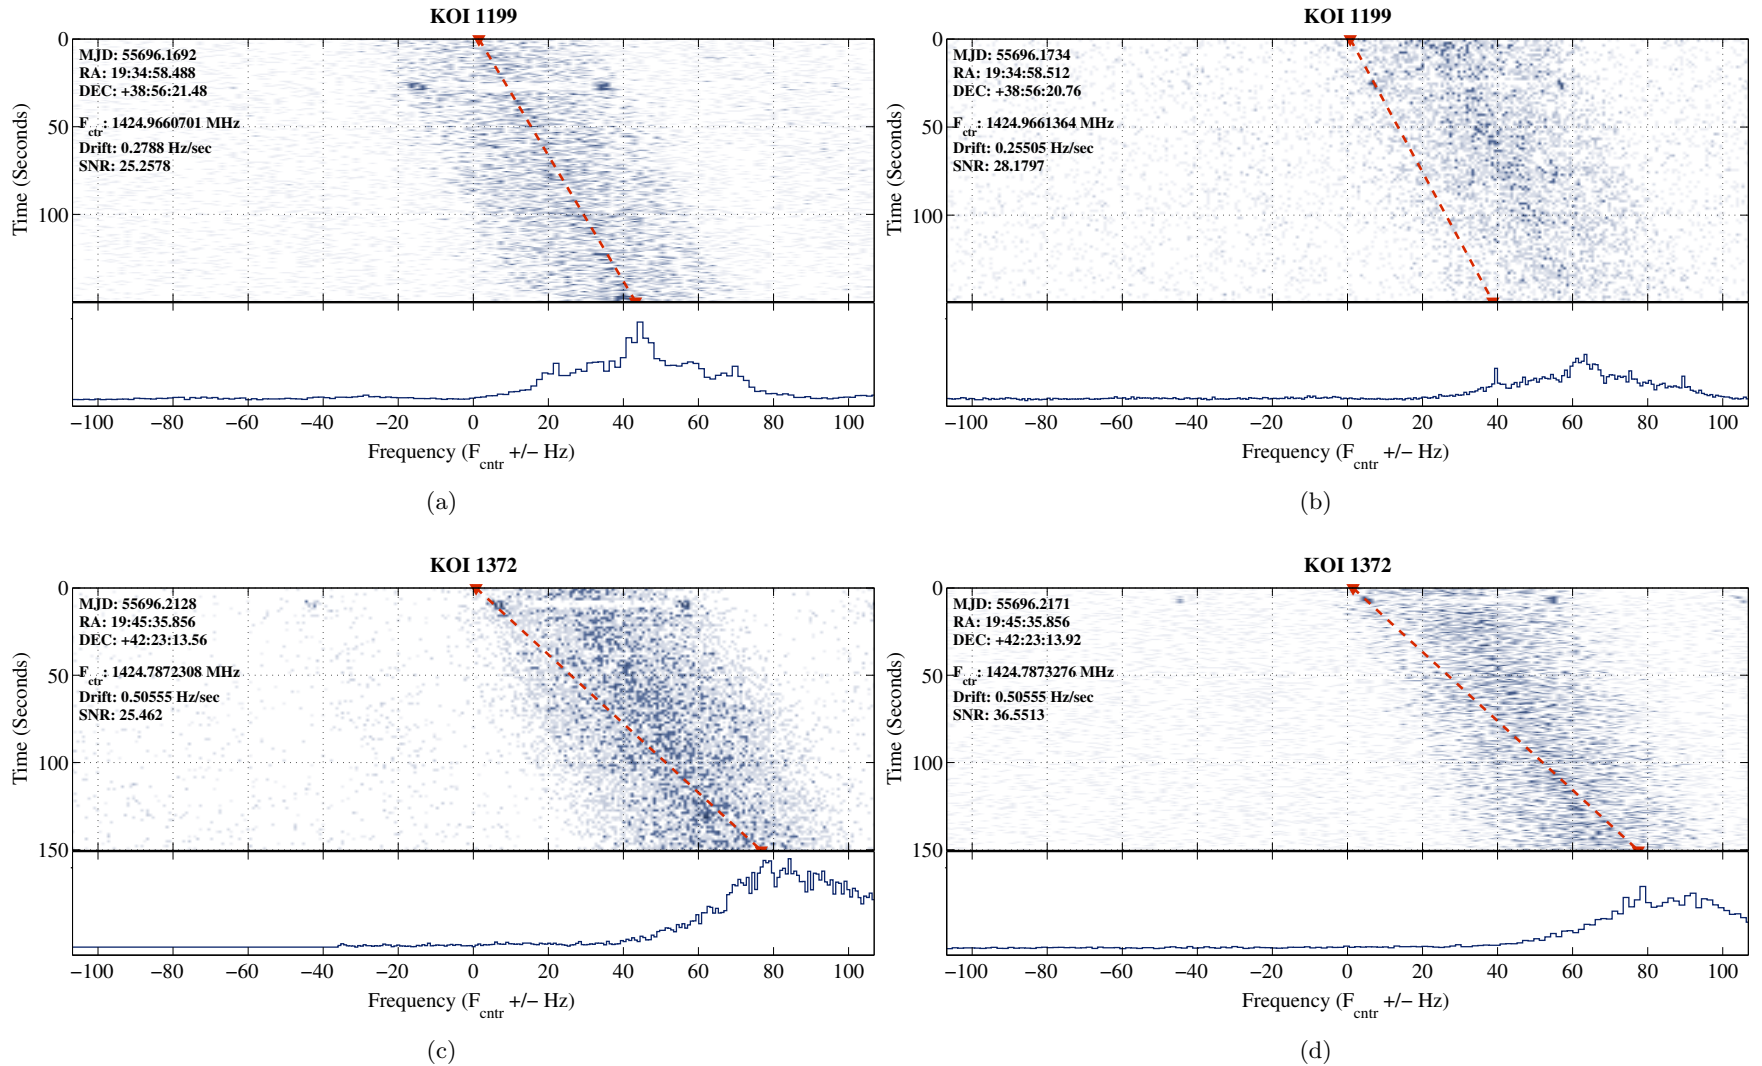 KOI 1199
0
50
100
Time (Seconds)
MJD: 55696.1692
RA: 19:34:58.488
DEC: +38:56:21.48
F_ctr: 1424.9660701 MHz
Drift: 0.2788 Hz/sec
SNR: 25.2578
−100 −80 −60 −40 −20 0 20 40 60 80 100
Frequency (F_cntr +/− Hz)
(a)
KOI 1199
0
50
100
Time (Seconds)
MJD: 55696.1734
RA: 19:34:58.512
DEC: +38:56:20.76
F_ctr: 1424.9661364 MHz
Drift: 0.25505 Hz/sec
SNR: 28.1797
−100 −80 −60 −40 −20 0 20 40 60 80 100
Frequency (F_cntr +/− Hz)
(b)
KOI 1372
0
50
100
150
Time (Seconds)
MJD: 55696.2128
RA: 19:45:35.856
DEC: +42:23:13.56
F_ctr: 1424.7872308 MHz
Drift: 0.50555 Hz/sec
SNR: 25.462
−100 −80 −60 −40 −20 0 20 40 60 80 100
Frequency (F_cntr +/− Hz)
(c)
KOI 1372
0
50
100
150
Time (Seconds)
MJD: 55696.2171
RA: 19:45:35.856
DEC: +42:23:13.92
F_ctr: 1424.7873276 MHz
Drift: 0.50555 Hz/sec
SNR: 36.5513
−100 −80 −60 −40 −20 0 20 40 60 80 100
Frequency (F_cntr +/− Hz)
(d)